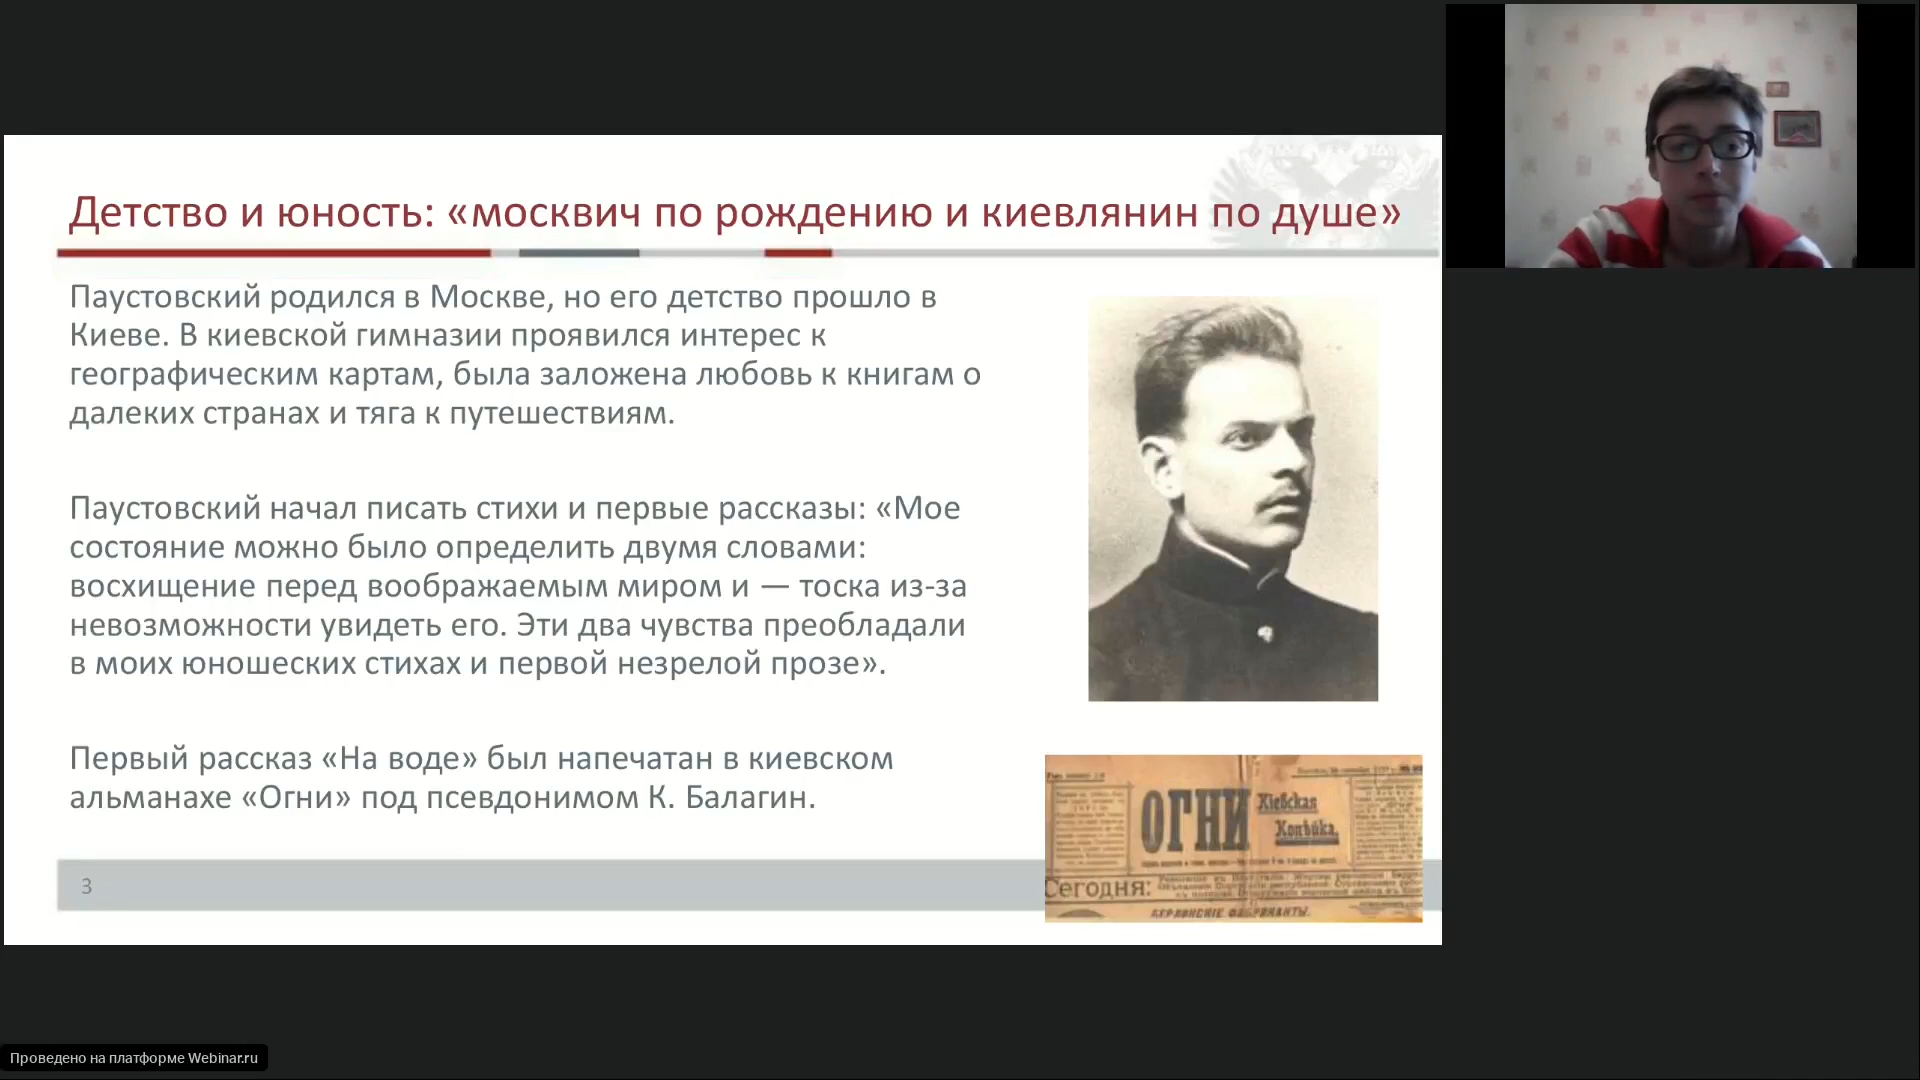 Детство и юность: «москвич по рождению и киевлянин по душе»
Паустовский родился в Москве, но его детство прошло в
Киеве. В киевской гимназии проявился интерес к
географическим картам, была заложена любовь к книгам о
далеких странах и тяга к путешествиям.
Паустовский начал писать стихи и первые рассказы: «Мое
состояние можно было определить двумя словами:
восхищение перед воображаемым миром и — тоска из-за
невозможности увидеть его. Эти два чувства преобладали
в моих юношеских стихах и первой незрелой прозе».
Первый рассказ «На воде» был напечатан в киевском
альманахе «Огни» под псевдонимом К. Балагин.
ОГНИ
Кіевская
Копѣйка.
Сегодня:
БЕРЛИНСКІЕ ФАБРИКАНТЫ.
3
Проведено на платформе Webinar.ru